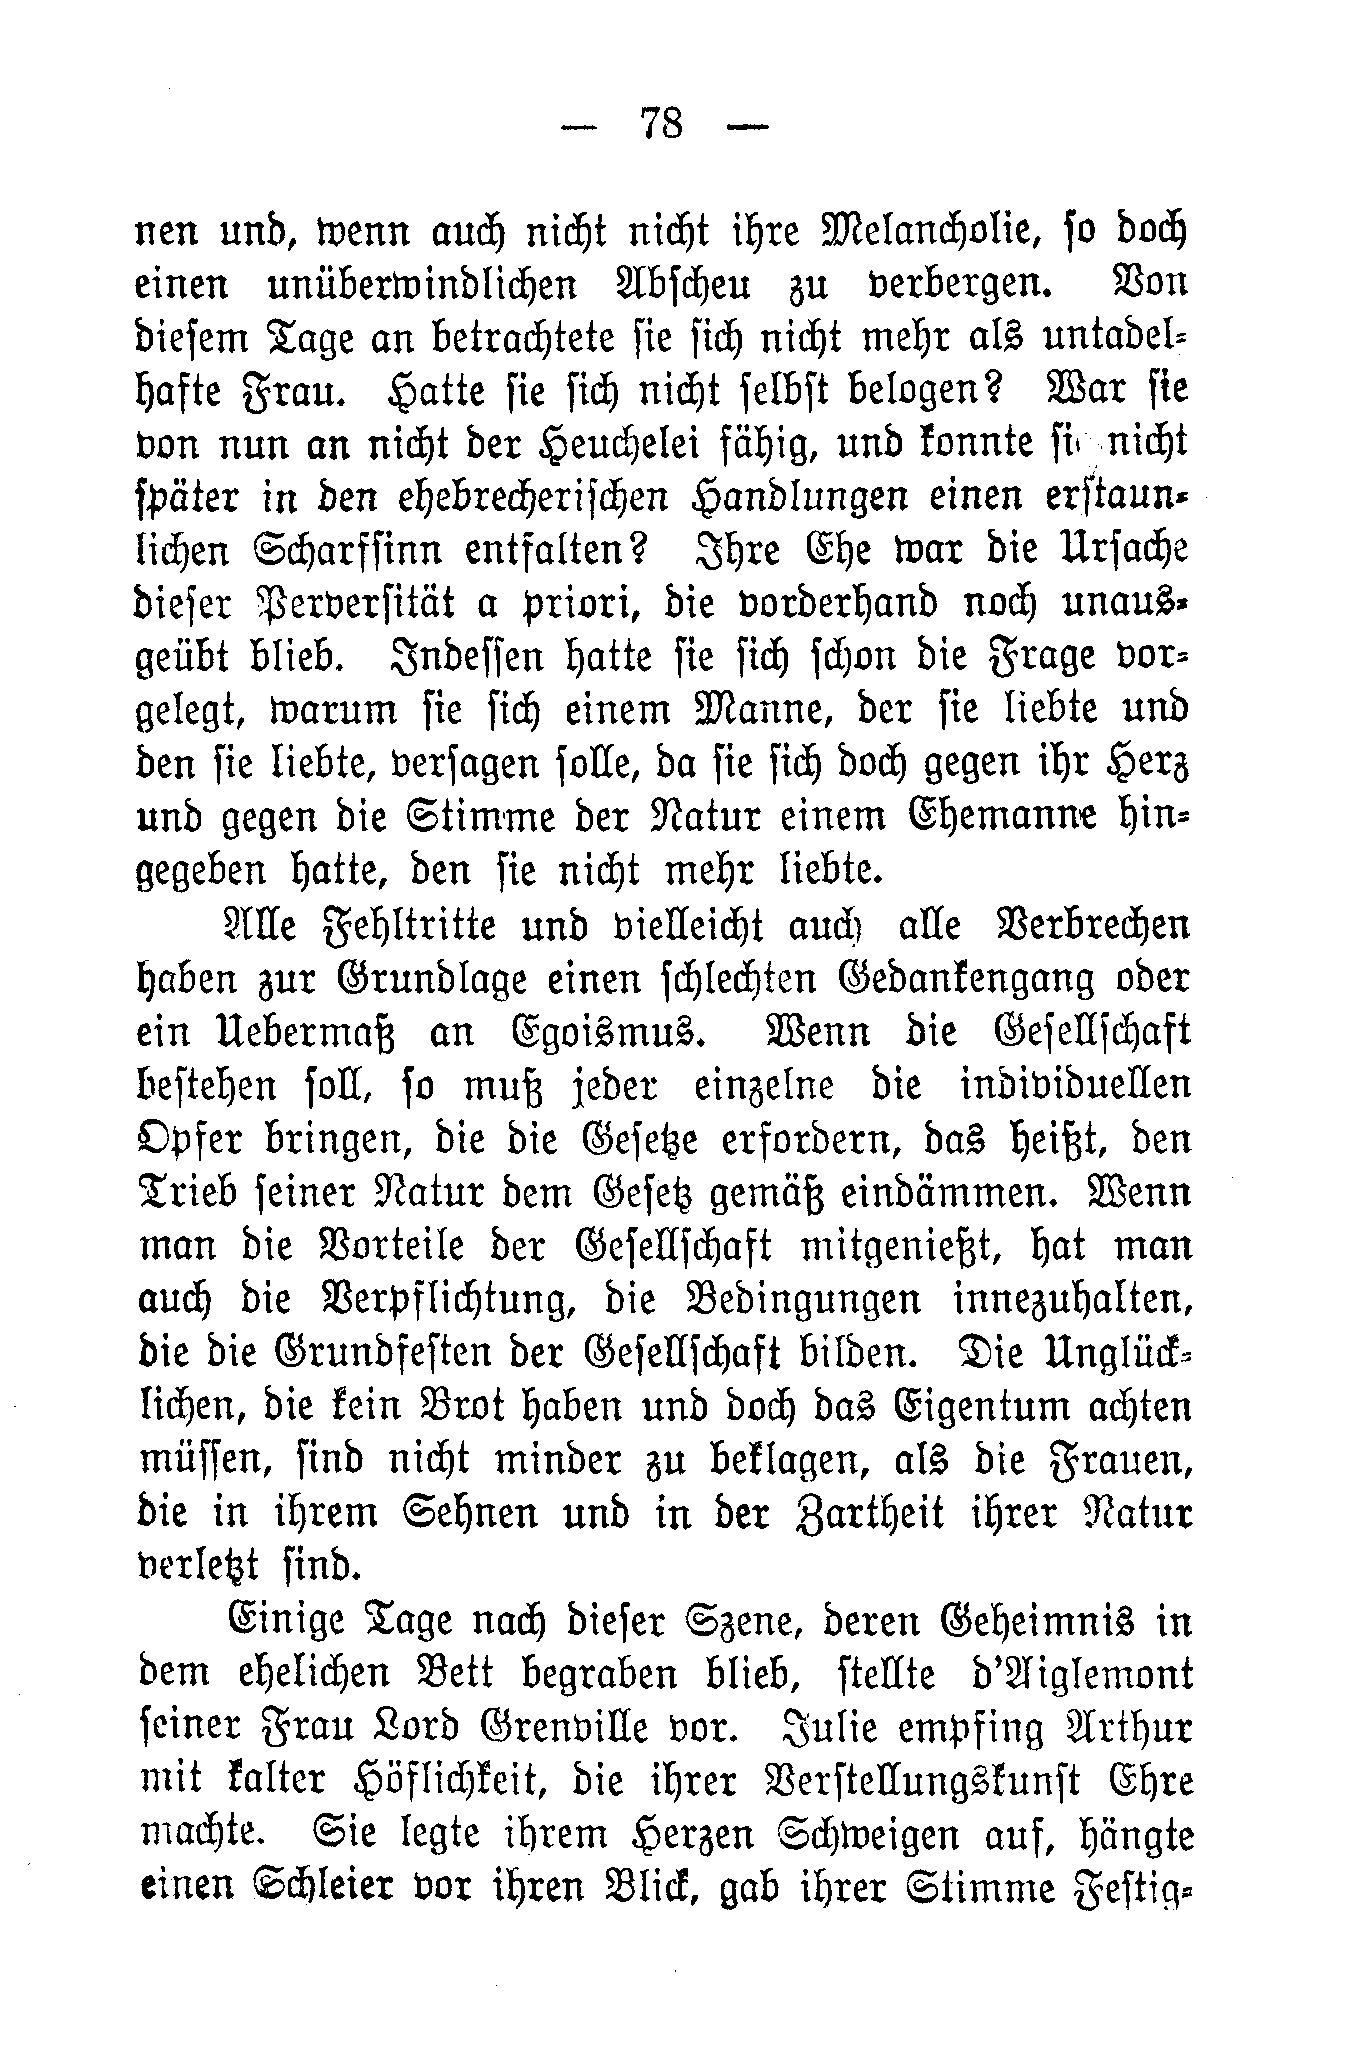 — 78 —
nen und, wenn auch nicht nicht ihre Melancholie, so doch
einen unüberwindlichen Abscheu zu verbergen. Von
diesem Tage an betrachtete sie sich nicht mehr als untadel-
hafte Frau. Hatte sie sich nicht selbst belogen? War sie
von nun an nicht der Heuchelei fähig, und konnte sie nicht
später in den ehebrecherischen Handlungen einen erstaun-
lichen Scharfsinn entfalten? Ihre Ehe war die Ursache
dieser Perversität a priori, die vorderhand noch unaus-
geübt blieb. Indessen hatte sie sich schon die Frage vor-
gelegt, warum sie sich einem Manne, der sie liebte und
den sie liebte, versagen solle, da sie sich doch gegen ihr Herz
und gegen die Stimme der Natur einem Ehemanne hin-
gegeben hatte, den sie nicht mehr liebte.
Alle Fehltritte und vielleicht auch alle Verbrechen
haben zur Grundlage einen schlechten Gedankengang oder
ein Uebermaß an Egoismus. Wenn die Gesellschaft
bestehen soll, so muß jeder einzelne die individuellen
Opfer bringen, die die Gesetze erfordern, das heißt, den
Trieb seiner Natur dem Gesetz gemäß eindämmen. Wenn
man die Vorteile der Gesellschaft mitgenießt, hat man
auch die Verpflichtung, die Bedingungen innezuhalten,
die die Grundfesten der Gesellschaft bilden. Die Unglück-
lichen, die kein Brot haben und doch das Eigentum achten
müssen, sind nicht minder zu beklagen, als die Frauen,
die in ihrem Sehnen und in der Zartheit ihrer Natur
verletzt sind.
Einige Tage nach dieser Szene, deren Geheimnis in
dem ehelichen Bett begraben blieb, stellte d'Aiglemont
seiner Frau Lord Grenville vor. Julie empfing Arthur
mit kalter Höflichkeit, die ihrer Verstellungskunst Ehre
machte. Sie legte ihrem Herzen Schweigen auf, hängte
einen Schleier vor ihren Blick, gab ihrer Stimme Festig-